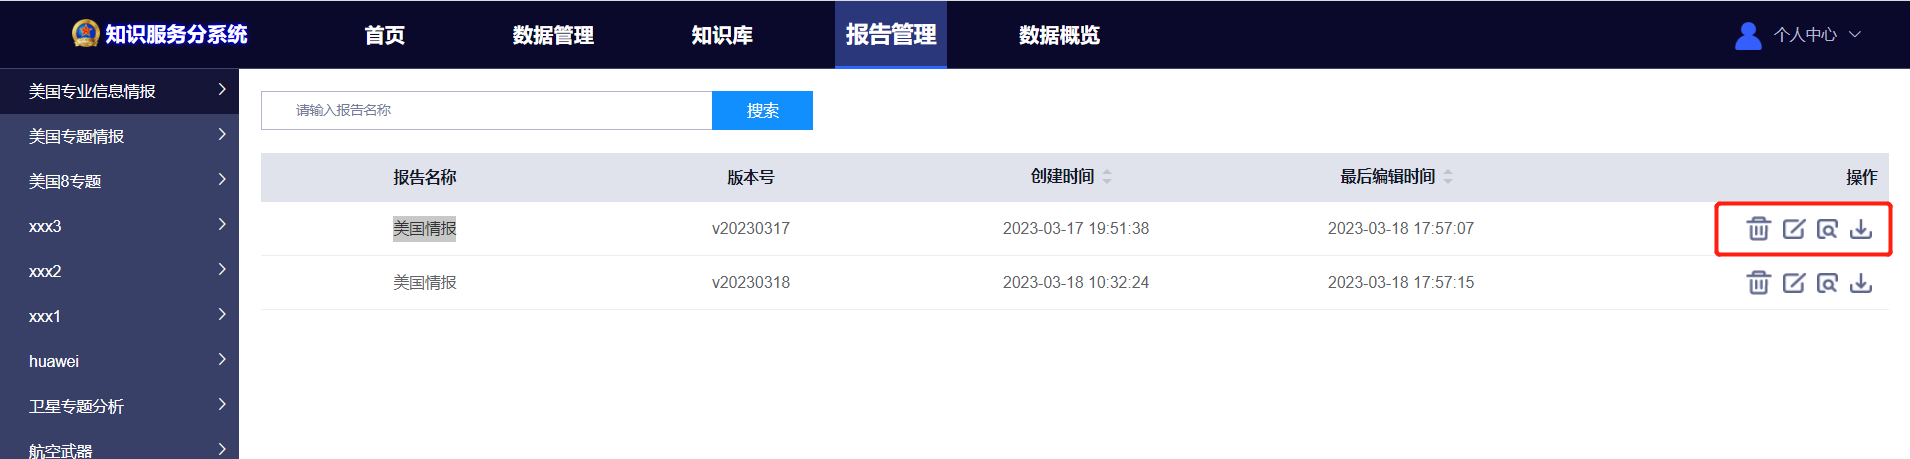 知识服务分系统 首页 数据管理 知识库 报告管理 数据概览 个人中心
美国专业信息情报
美国专题情报
美国8专题
xxx3
xxx2
xxx1
huawei
卫星专题分析
航空武器
请输入报告名称 搜索
报告名称 版本号 创建时间 最后编辑时间 操作
美国情报 v20230317 2023-03-17 19:51:38 2023-03-18 17:57:07
美国情报 v20230318 2023-03-18 10:32:24 2023-03-18 17:57:15